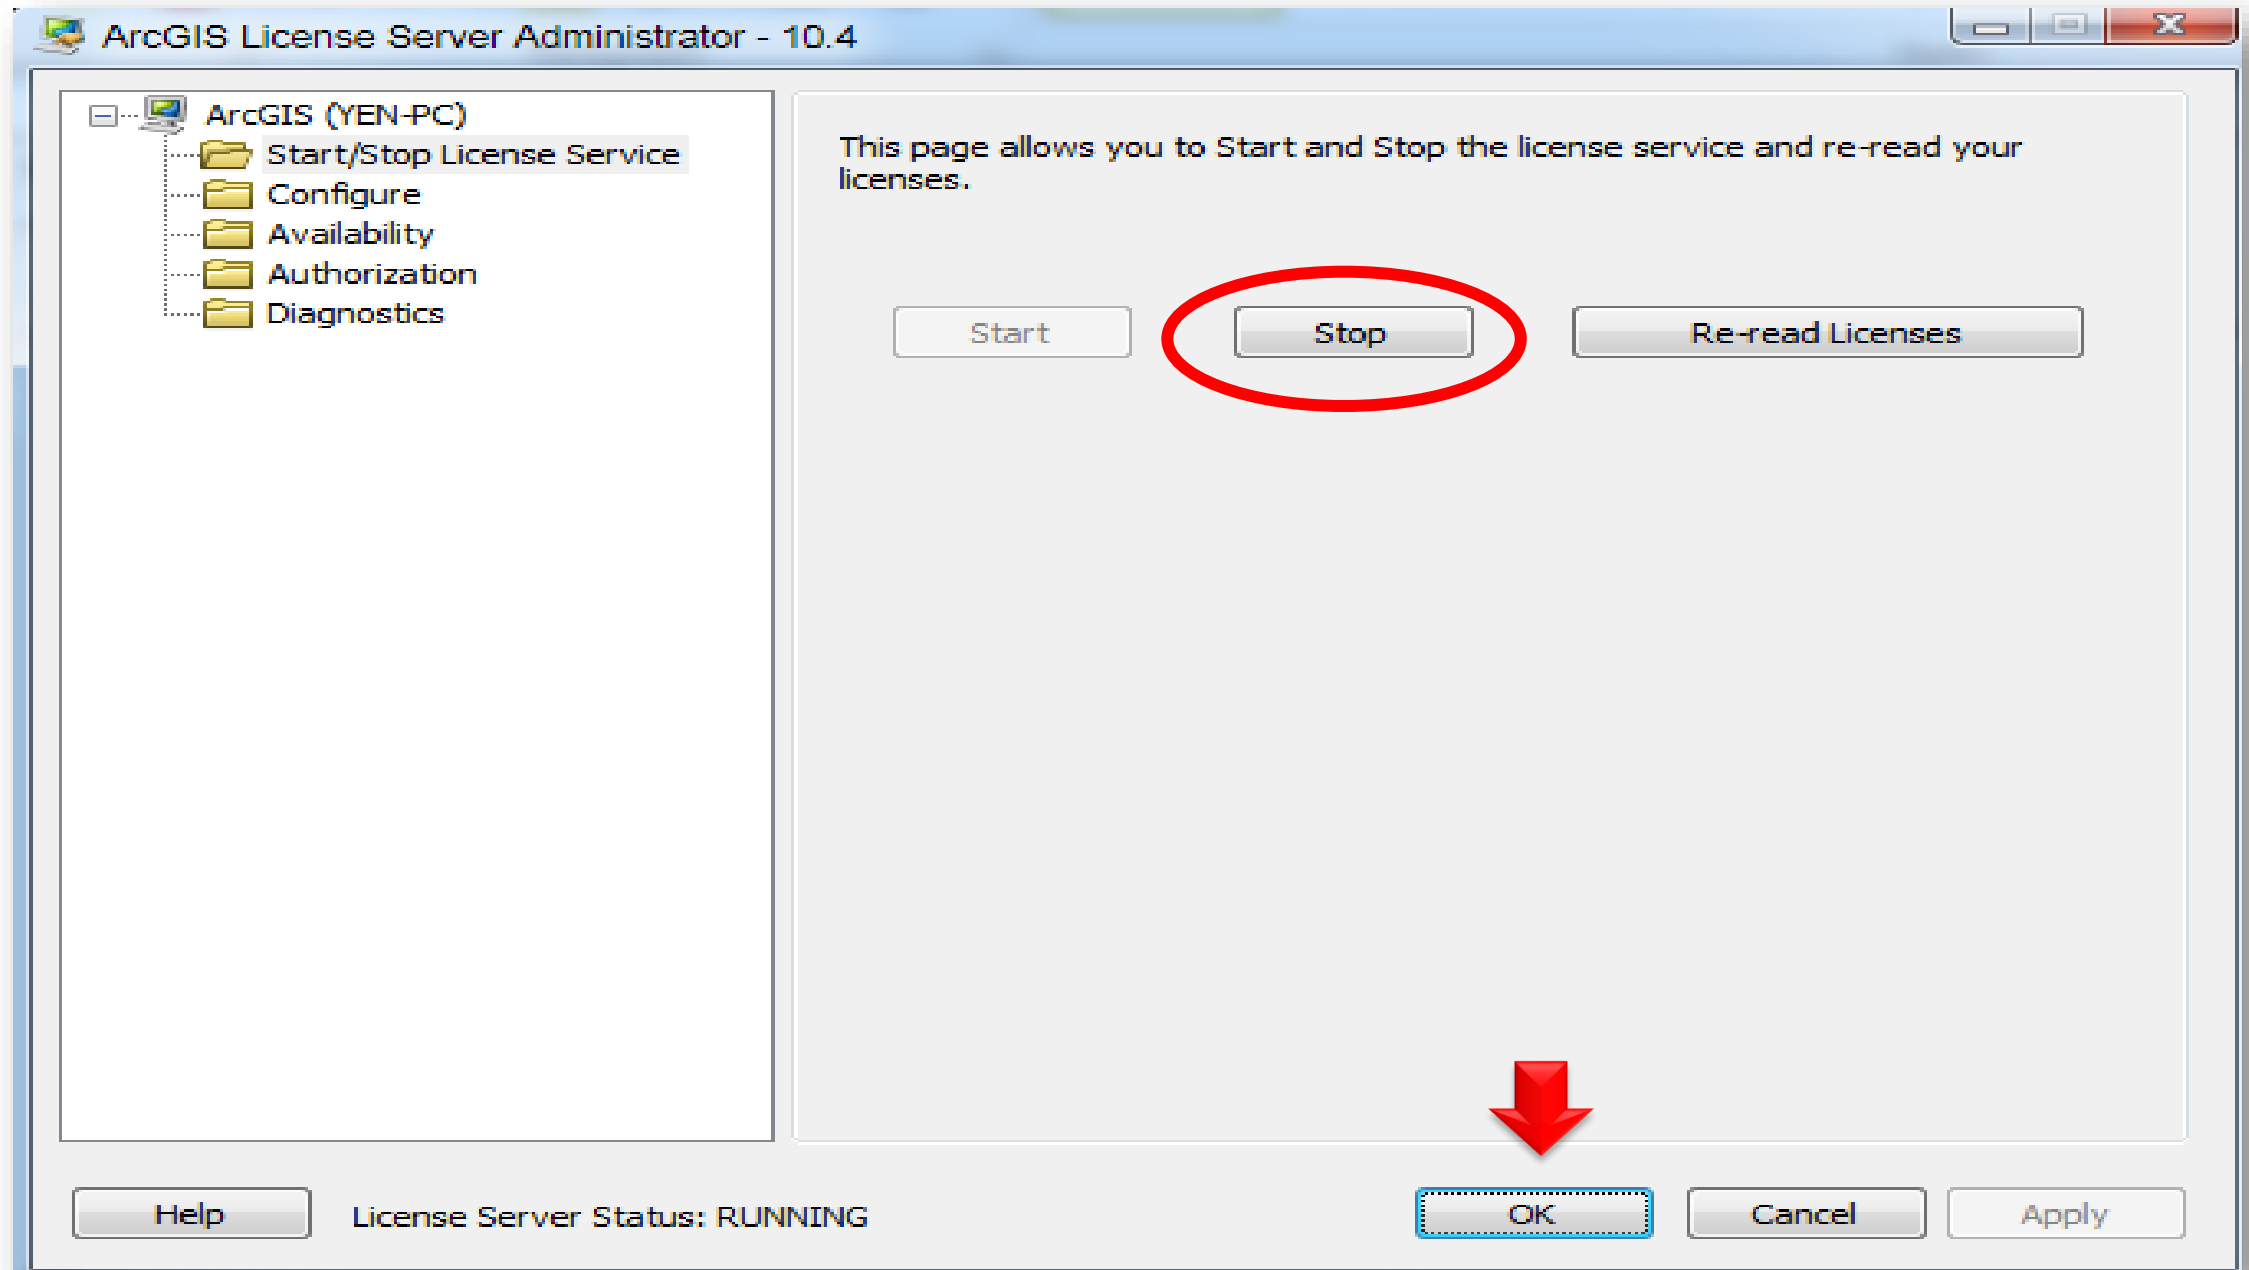 ArcGIS License Server Administrator - 10.4
ArcGIS (YEN-PC)
Start/Stop License Service
Configure
Availability
Authorization
Diagnostics
This page allows you to Start and Stop the license service and re-read your
licenses.
Start
Stop
Re-read Licenses
Help
License Server Status: RUNNING
OK
Cancel
Apply